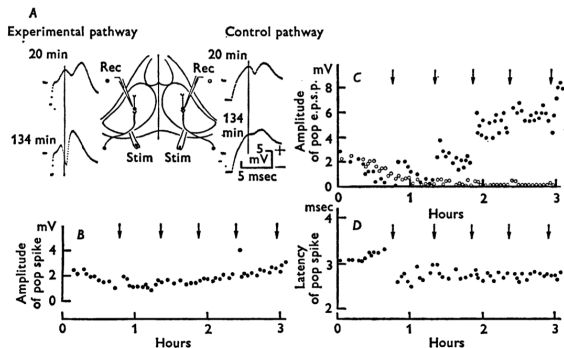 A
Experimental pathway
Control pathway
20 min
20 min
Rec
Rec
134 min
134
min
Stim
Stim
5
mV
+
–
5 msec
C
mV
8
6
4
2
0
Amplitude
of pop e.p.s.p.
0
1
2
3
Hours
B
mV
4
2
0
Amplitude
of pop spike
0
1
2
3
Hours
D
msec
4
3
2
Latency
of pop spike
0
1
2
3
Hours